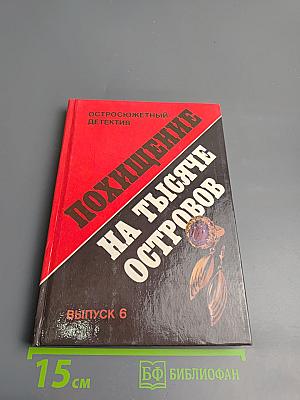 ОСТРОСЮЖЕТНЫЙ
ДЕТЕКТИВ
ПОХИЩЕНИЕ
НА ТЫСЯЧЕ
ОСТРОВОВ
ВЫПУСК 6
15 см
БФ БИБЛИОФАН